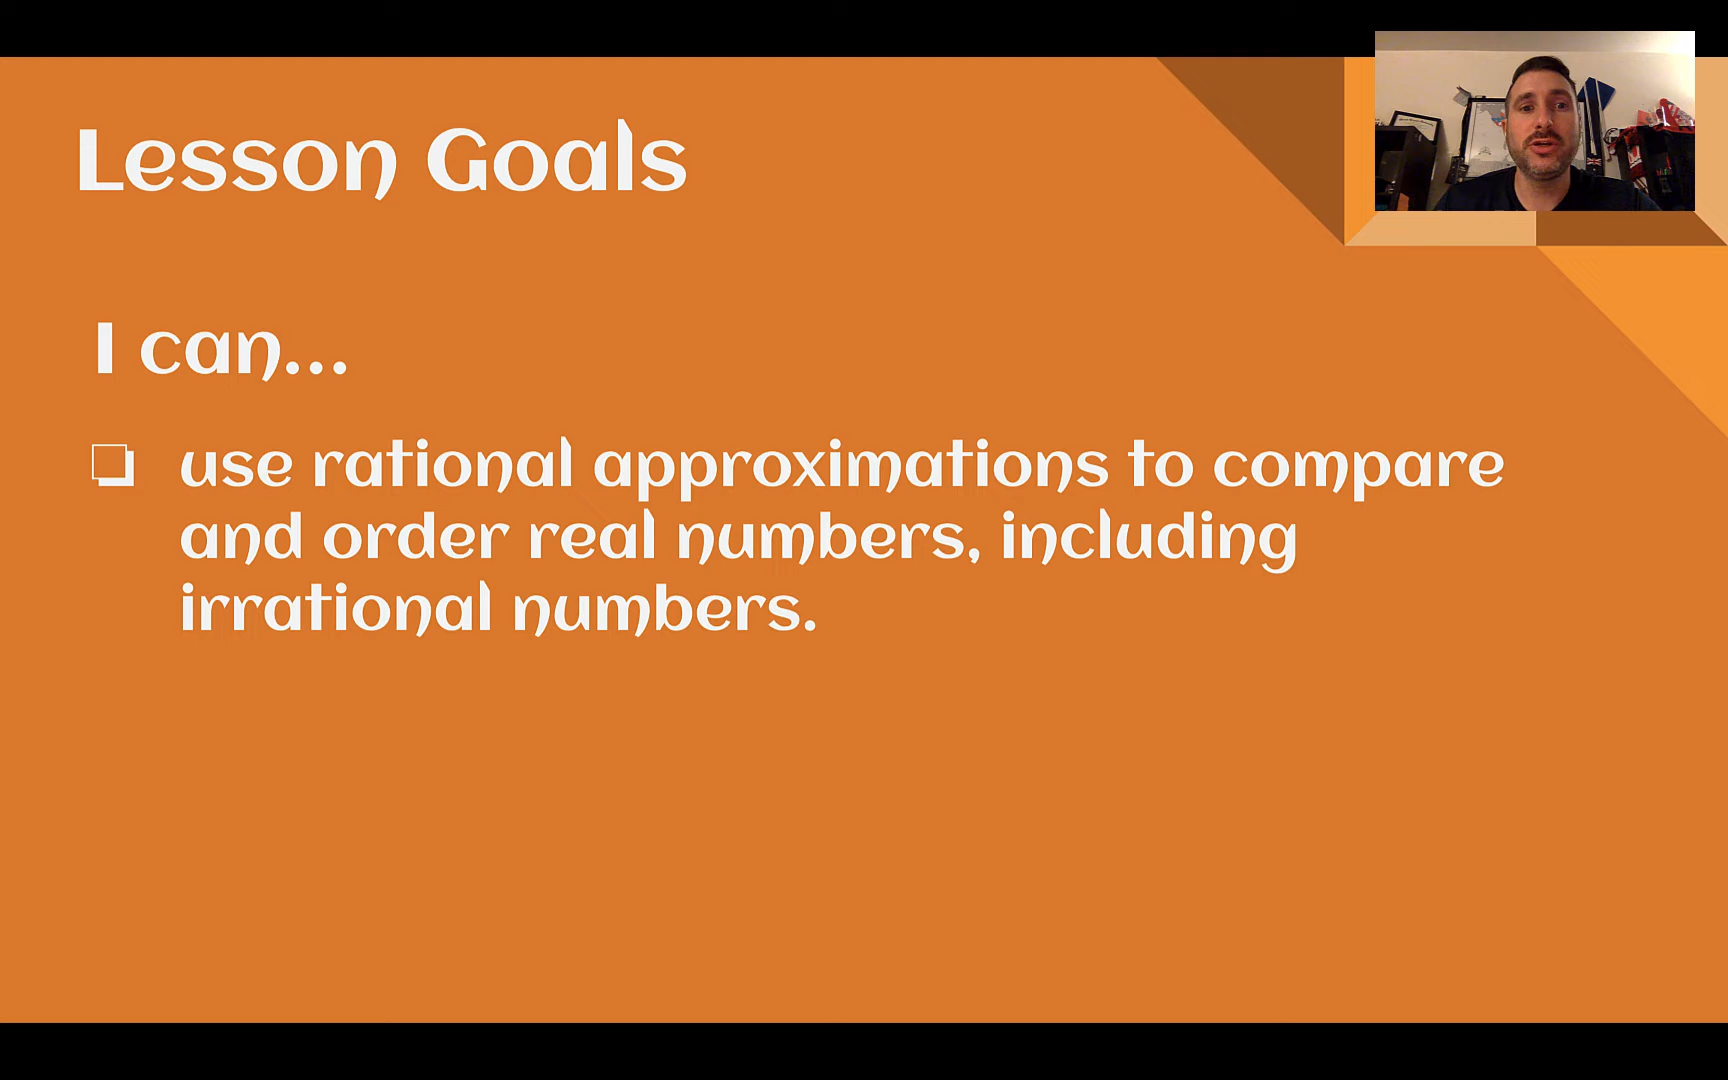 Lesson Goals
I can...
use rational approximations to compare
and order real numbers, including
irrational numbers.